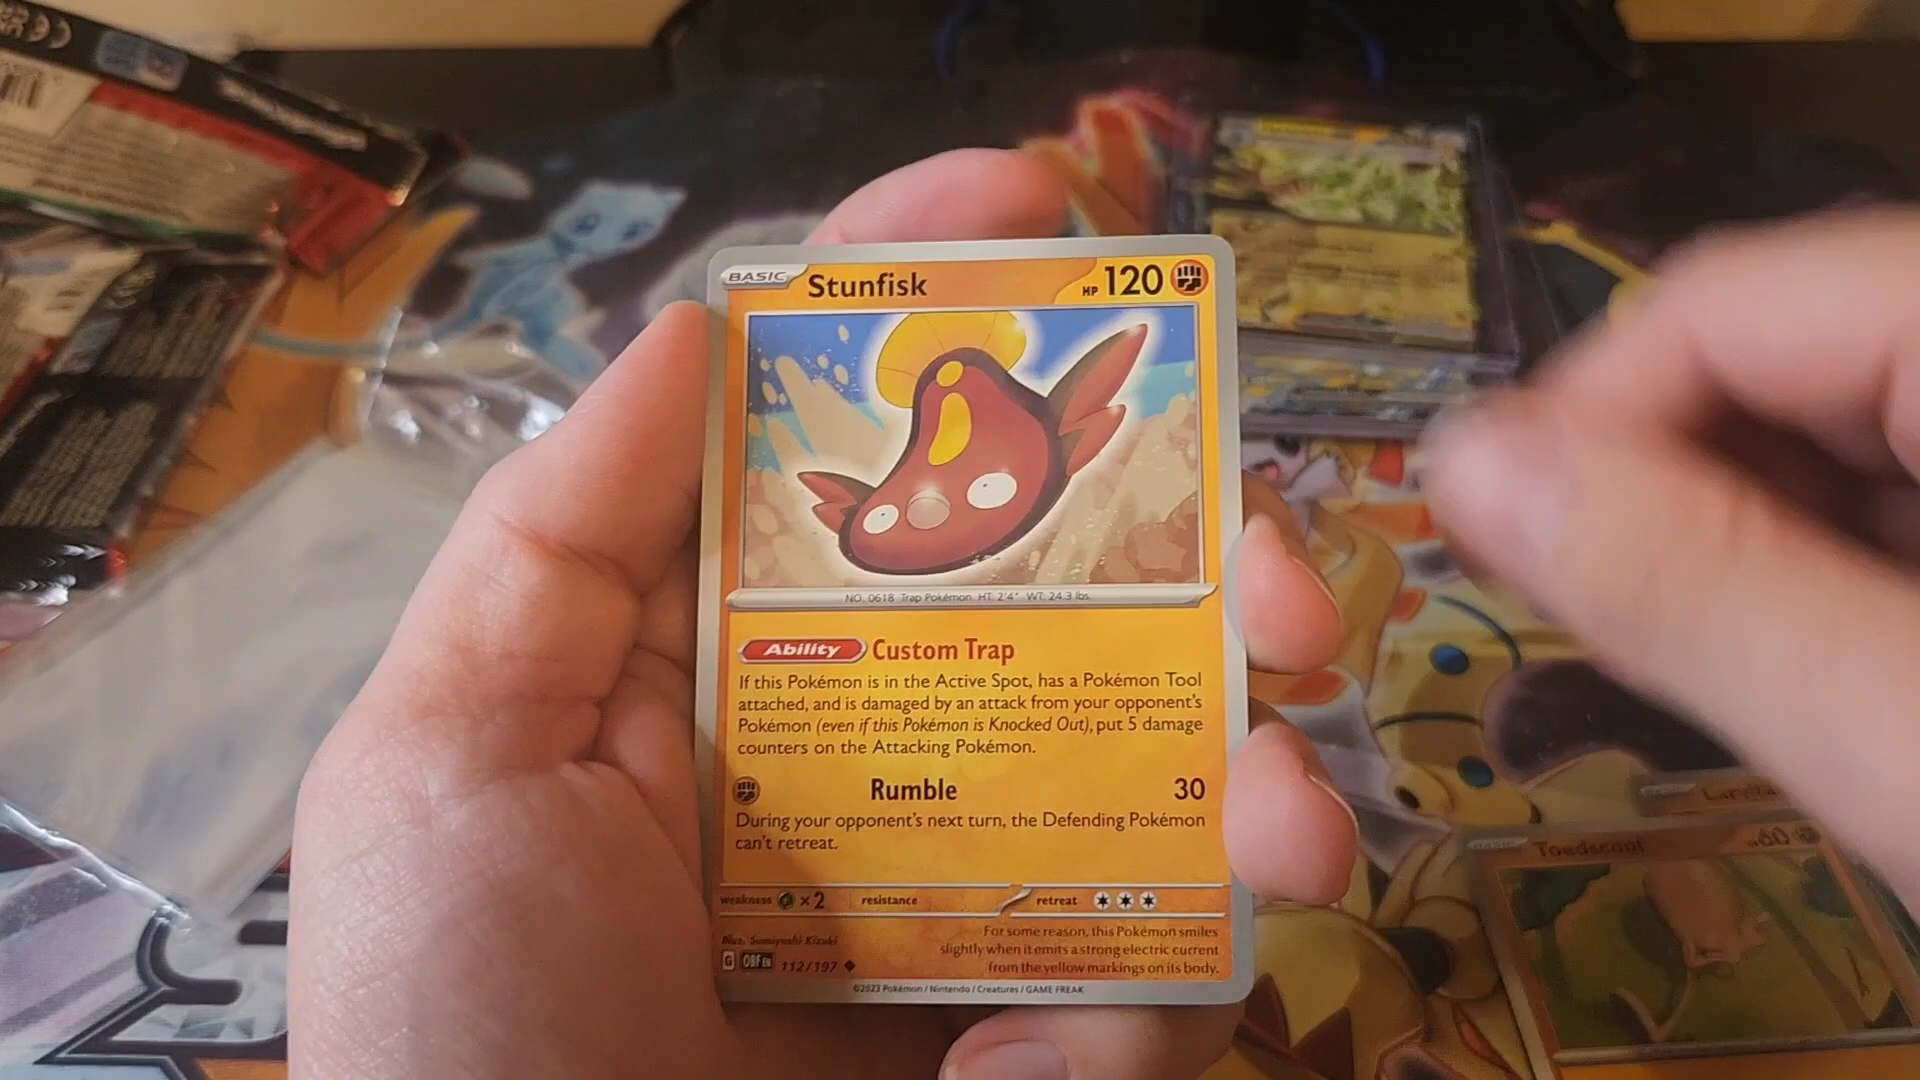 BASIC Stunfisk HP 120
NO. 0618 Trap Pokémon HT: 2'4" WT: 24.3 lbs.
Ability Custom Trap
If this Pokémon is in the Active Spot, has a Pokémon Tool
attached, and is damaged by an attack from your opponent's
Pokémon (even if this Pokémon is Knocked Out), put 5 damage
counters on the Attacking Pokémon.
Rumble 30
During your opponent's next turn, the Defending Pokémon
can't retreat.
weakness ×2 resistance retreat
Illus. Sumiyoshi Kizuki
For some reason, this Pokémon smiles
slightly when it emits a strong electric current
from the yellow markings on its body.
G OBF EN 112/197
©2023 Pokémon / Nintendo / Creatures / GAME FREAK
BASIC Toedscool 60